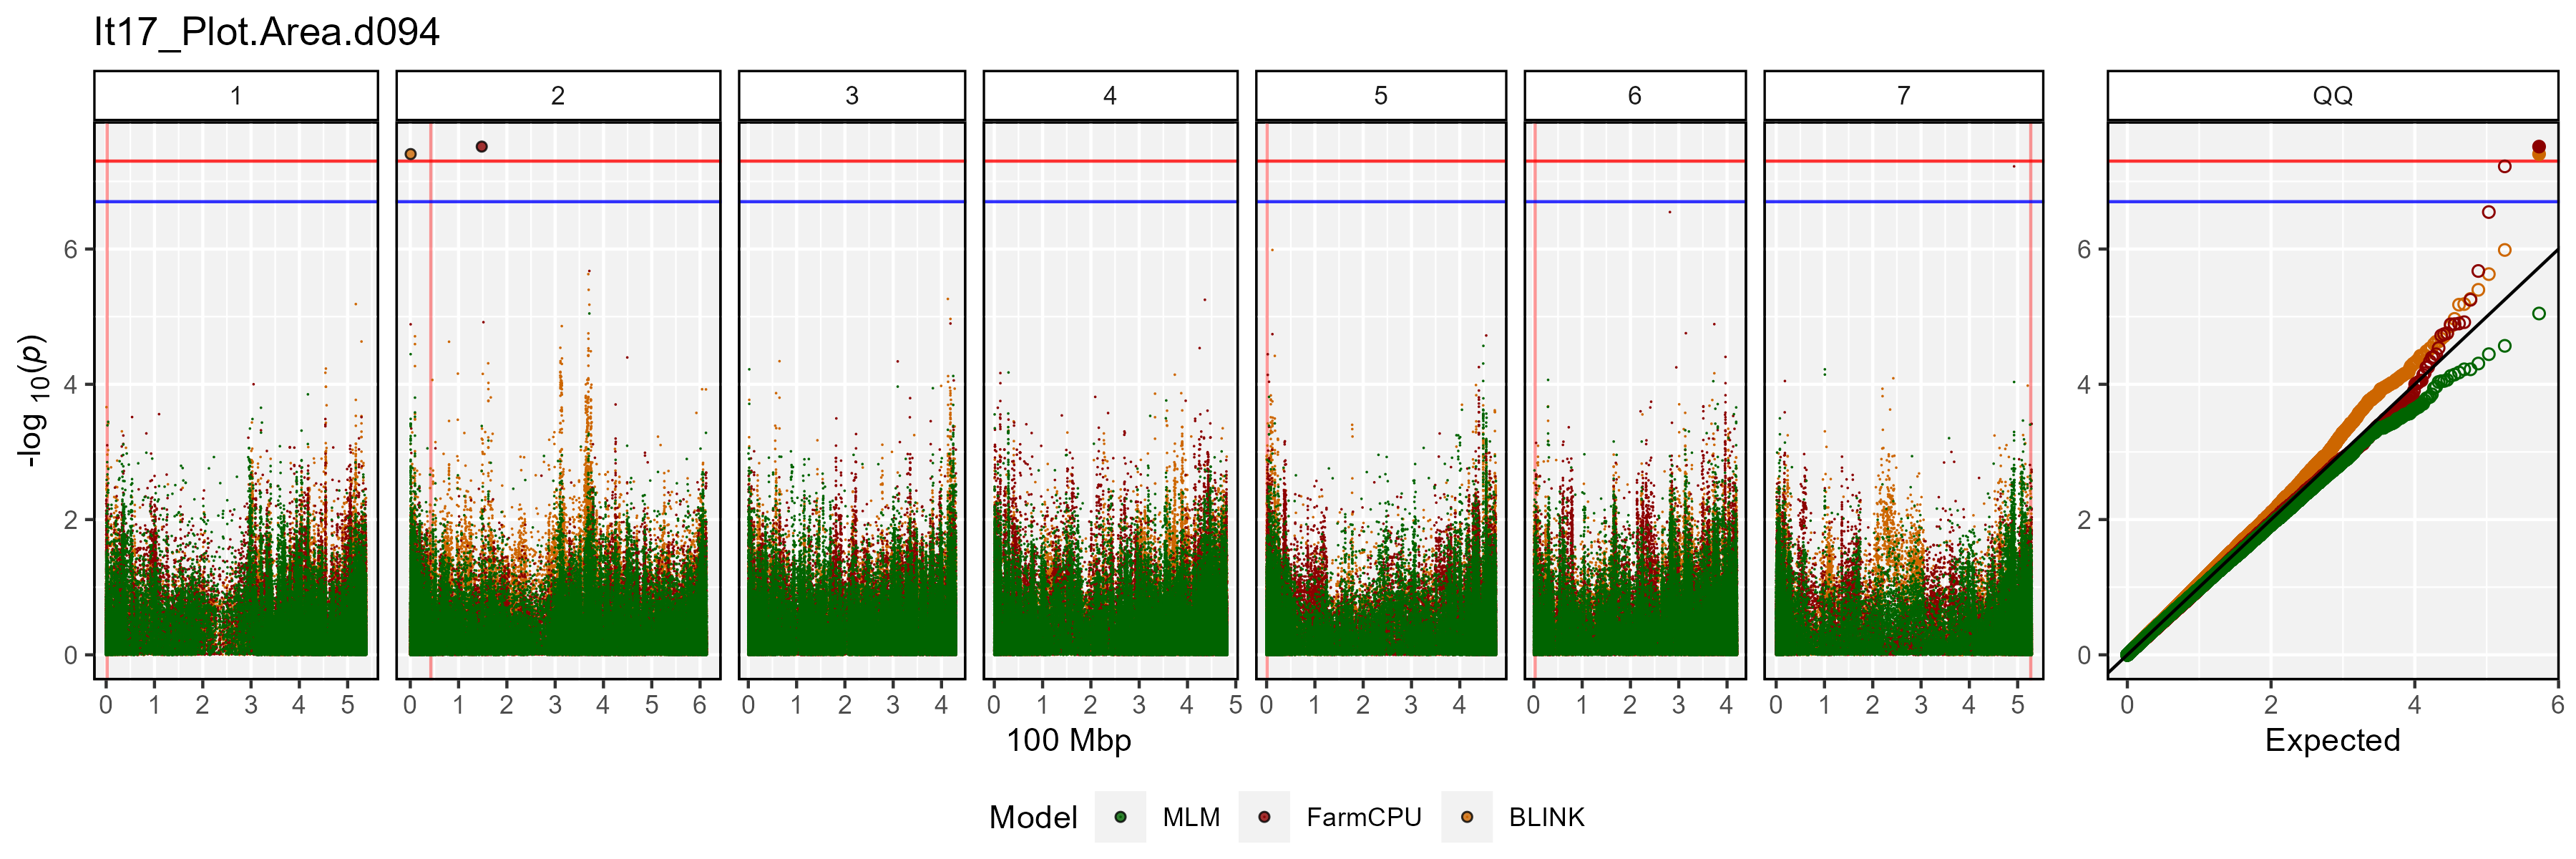 It17_Plot.Area.d094
1 2 3 4 5 6 7 QQ
6 6
4 4
2 2
0 0
-log 10(p)
0 1 2 3 4 5 0 1 2 3 4 5 6 0 1 2 3 4 0 1 2 3 4 5 0 1 2 3 4 0 1 2 3 4 0 1 2 3 4 5 0 2 4 6
100 Mbp Expected
Model MLM FarmCPU BLINK